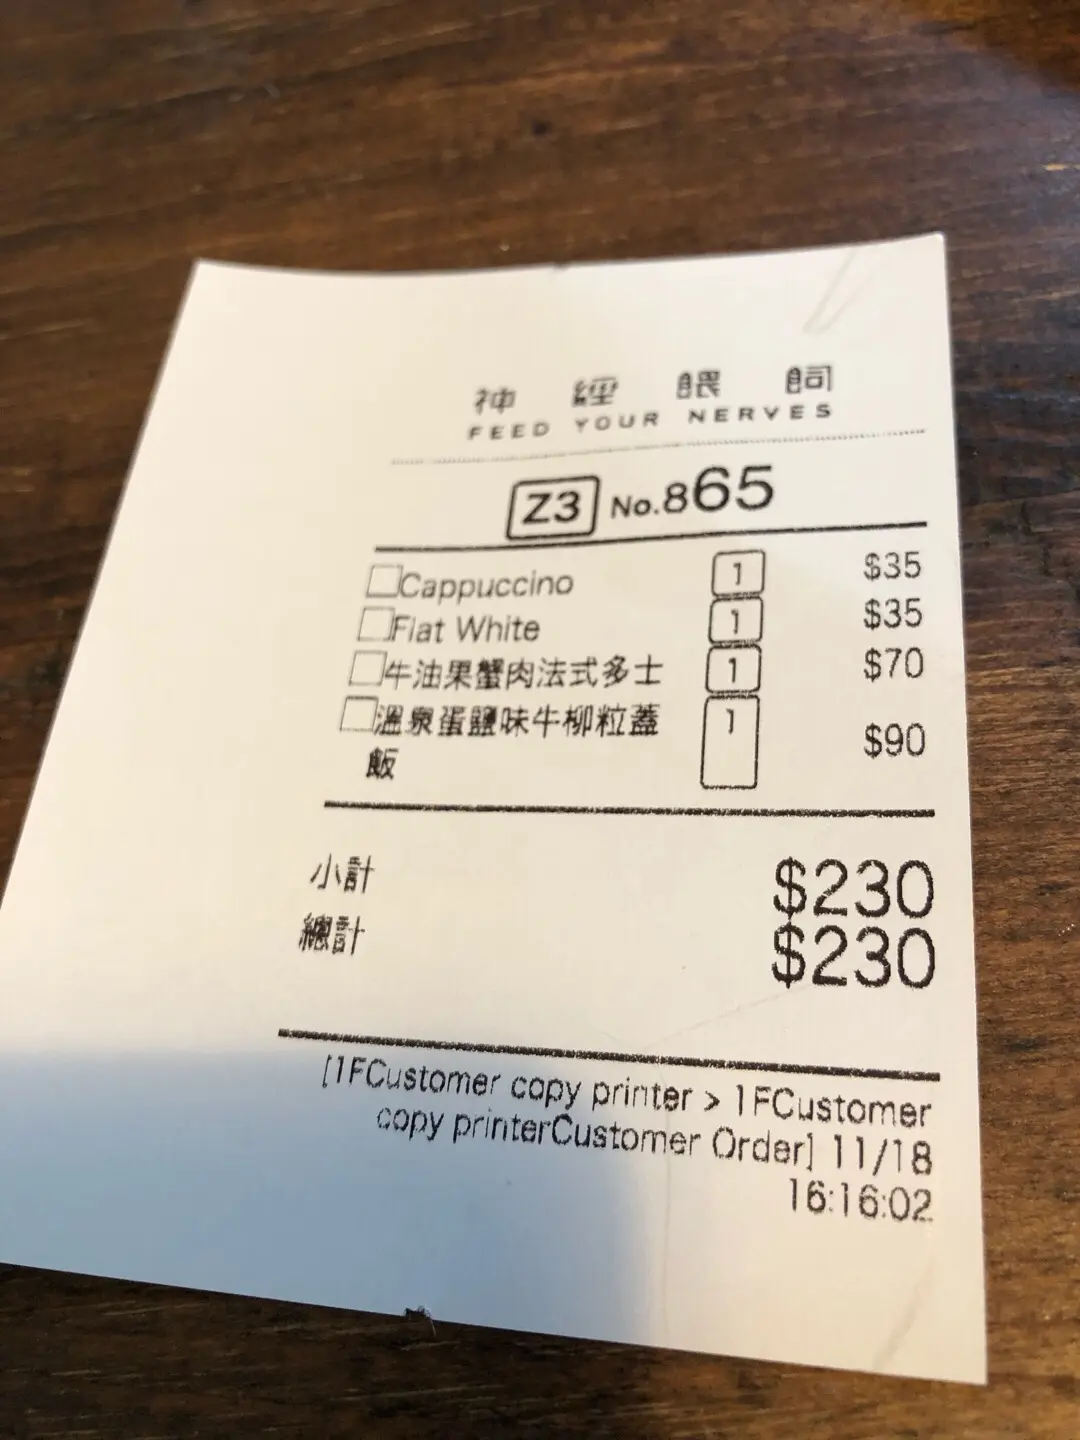 神經餵飼
FEED YOUR NERVES
Z3 No.865
Cappuccino 1 $35
Flat White 1 $35
牛油果蟹肉法式多士 1 $70
溫泉蛋鹽味牛柳粒蓋 1 $90
飯
小計 $230
總計 $230
[1FCustomer copy printer > 1FCustomer
copy printerCustomer Order] 11/18
16:16:02